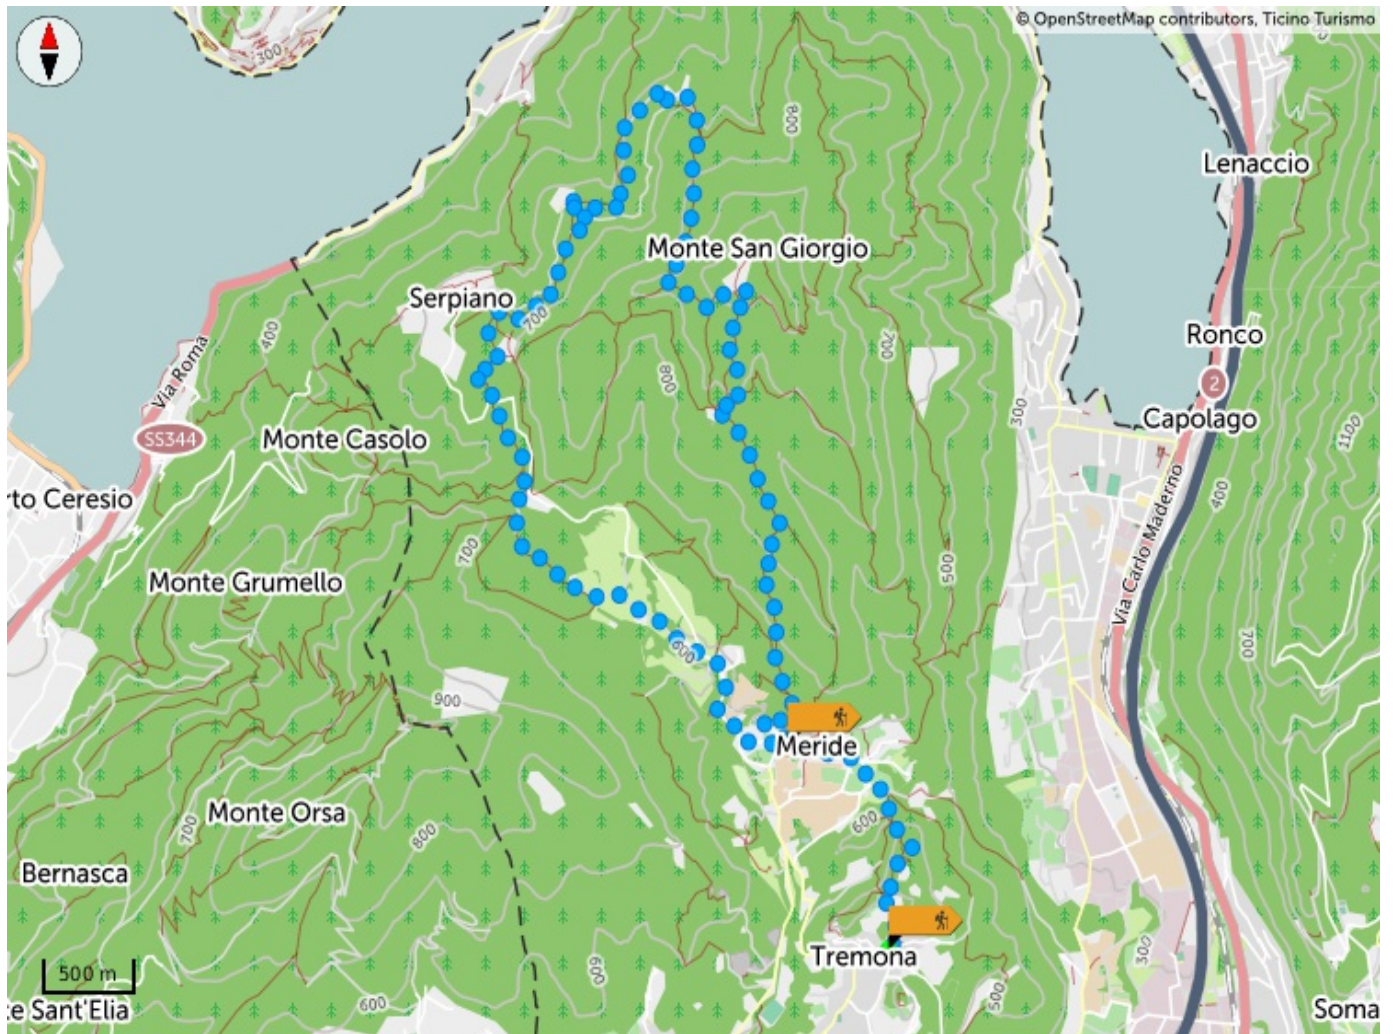 © OpenStreetMap contributors, Ticino Turismo
300
800
Lenaccio
Monte San Giorgio
Serpiano
700
400
Ronco
700
Via Roma
800
2
300
Capolago
1100
SS344
Monte Casolo
rto Ceresio
400
Via Carlo Maderno
700
500
Monte Grumello
600
700
900
Meride
Monte Orsa
700
800
600
Bernasca
Tremona
300
500 m
600
500
600
te Sant'Elia
Soma